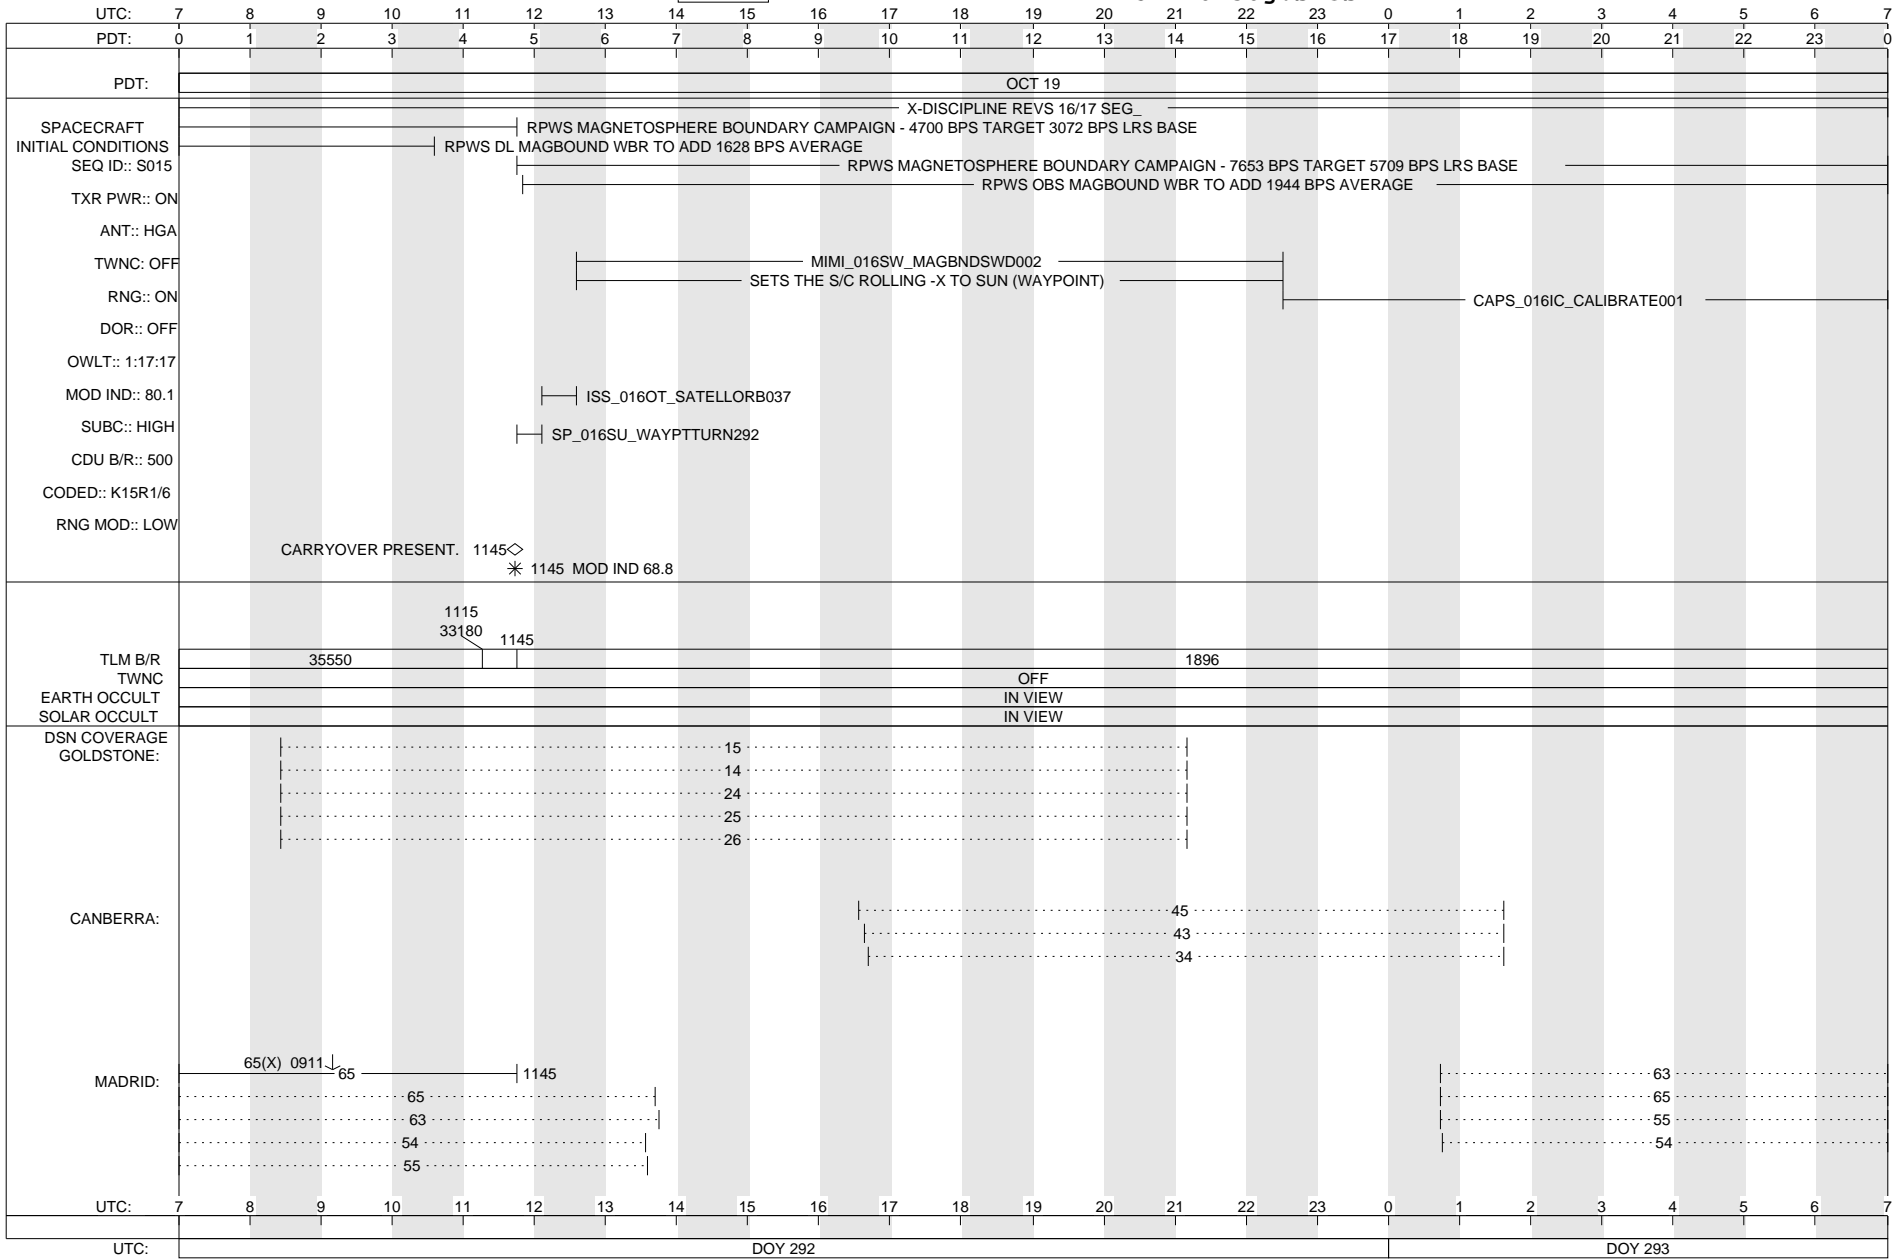 UTC: 7 8 9 10 11 12 13 14 15 16 17 18 19 20 21 22 23 0 1 2 3 4 5 6 7
PDT: 0 1 2 3 4 5 6 7 8 9 10 11 12 13 14 15 16 17 18 19 20 21 22 23 0
PDT: OCT 19
X-DISCIPLINE REVS 16/17 SEG_
SPACECRAFT
RPWS MAGNETOSPHERE BOUNDARY CAMPAIGN - 4700 BPS TARGET 3072 BPS LRS BASE
INITIAL CONDITIONS
RPWS DL MAGBOUND WBR TO ADD 1628 BPS AVERAGE
SEQ ID:: S015
RPWS MAGNETOSPHERE BOUNDARY CAMPAIGN - 7653 BPS TARGET 5709 BPS LRS BASE
RPWS OBS MAGBOUND WBR TO ADD 1944 BPS AVERAGE
TXR PWR:: ON
ANT:: HGA
TWNC: OFF
MIMI_016SW_MAGBNDSWD002
SETS THE S/C ROLLING -X TO SUN (WAYPOINT)
RNG:: ON
CAPS_016IC_CALIBRATE001
DOR:: OFF
OWLT:: 1:17:17
MOD IND:: 80.1
ISS_016OT_SATELLORB037
SUBC:: HIGH
SP_016SU_WAYPTTURN292
CDU B/R:: 500
CODED:: K15R1/6
RNG MOD:: LOW
CARRYOVER PRESENT. 1145
1145 MOD IND 68.8
1115
33180
1145
TLM B/R 35550 1896
TWNC OFF
EARTH OCCULT IN VIEW
SOLAR OCCULT IN VIEW
DSN COVERAGE
GOLDSTONE:
15
14
24
25
26
CANBERRA:
45
43
34
MADRID:
65(X) 0911
65 1145 63
65 65
63 55
54 54
55
UTC: 7 8 9 10 11 12 13 14 15 16 17 18 19 20 21 22 23 0 1 2 3 4 5 6 7
UTC: DOY 292 DOY 293